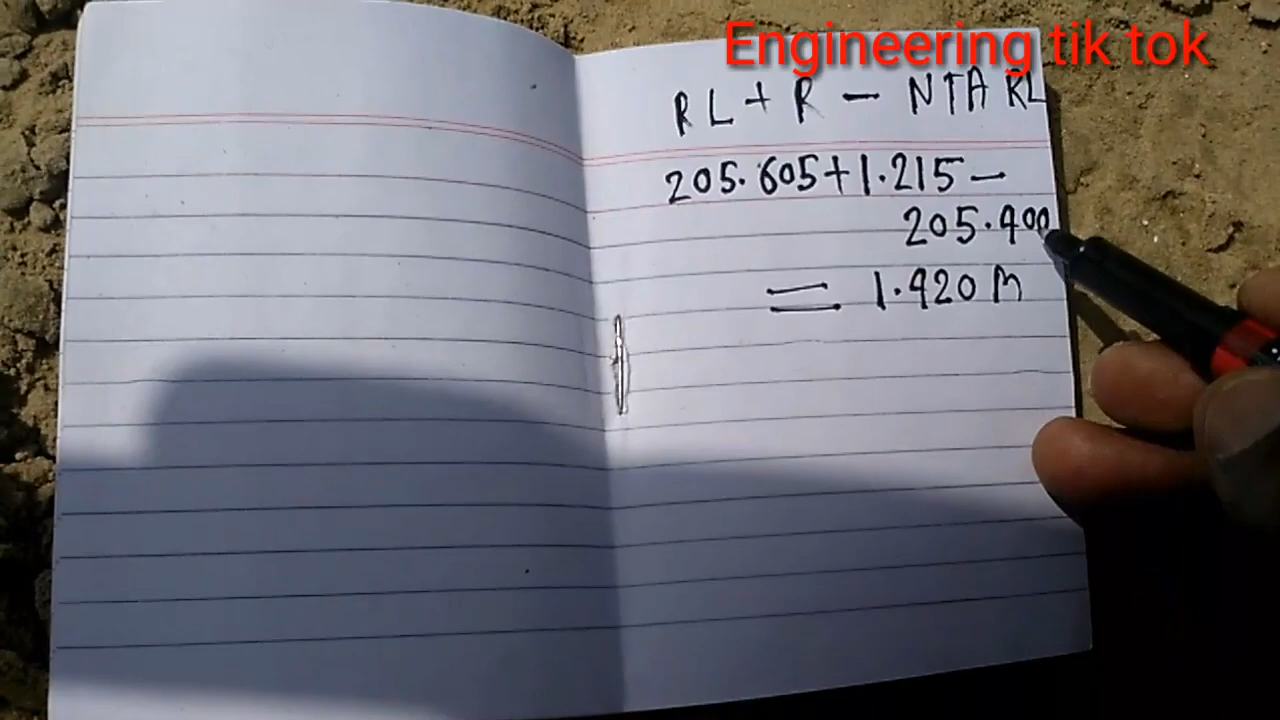 Engineering tik tok
RL + R - NTA RL
205.605+1.215-
205.400
= 1.420 m